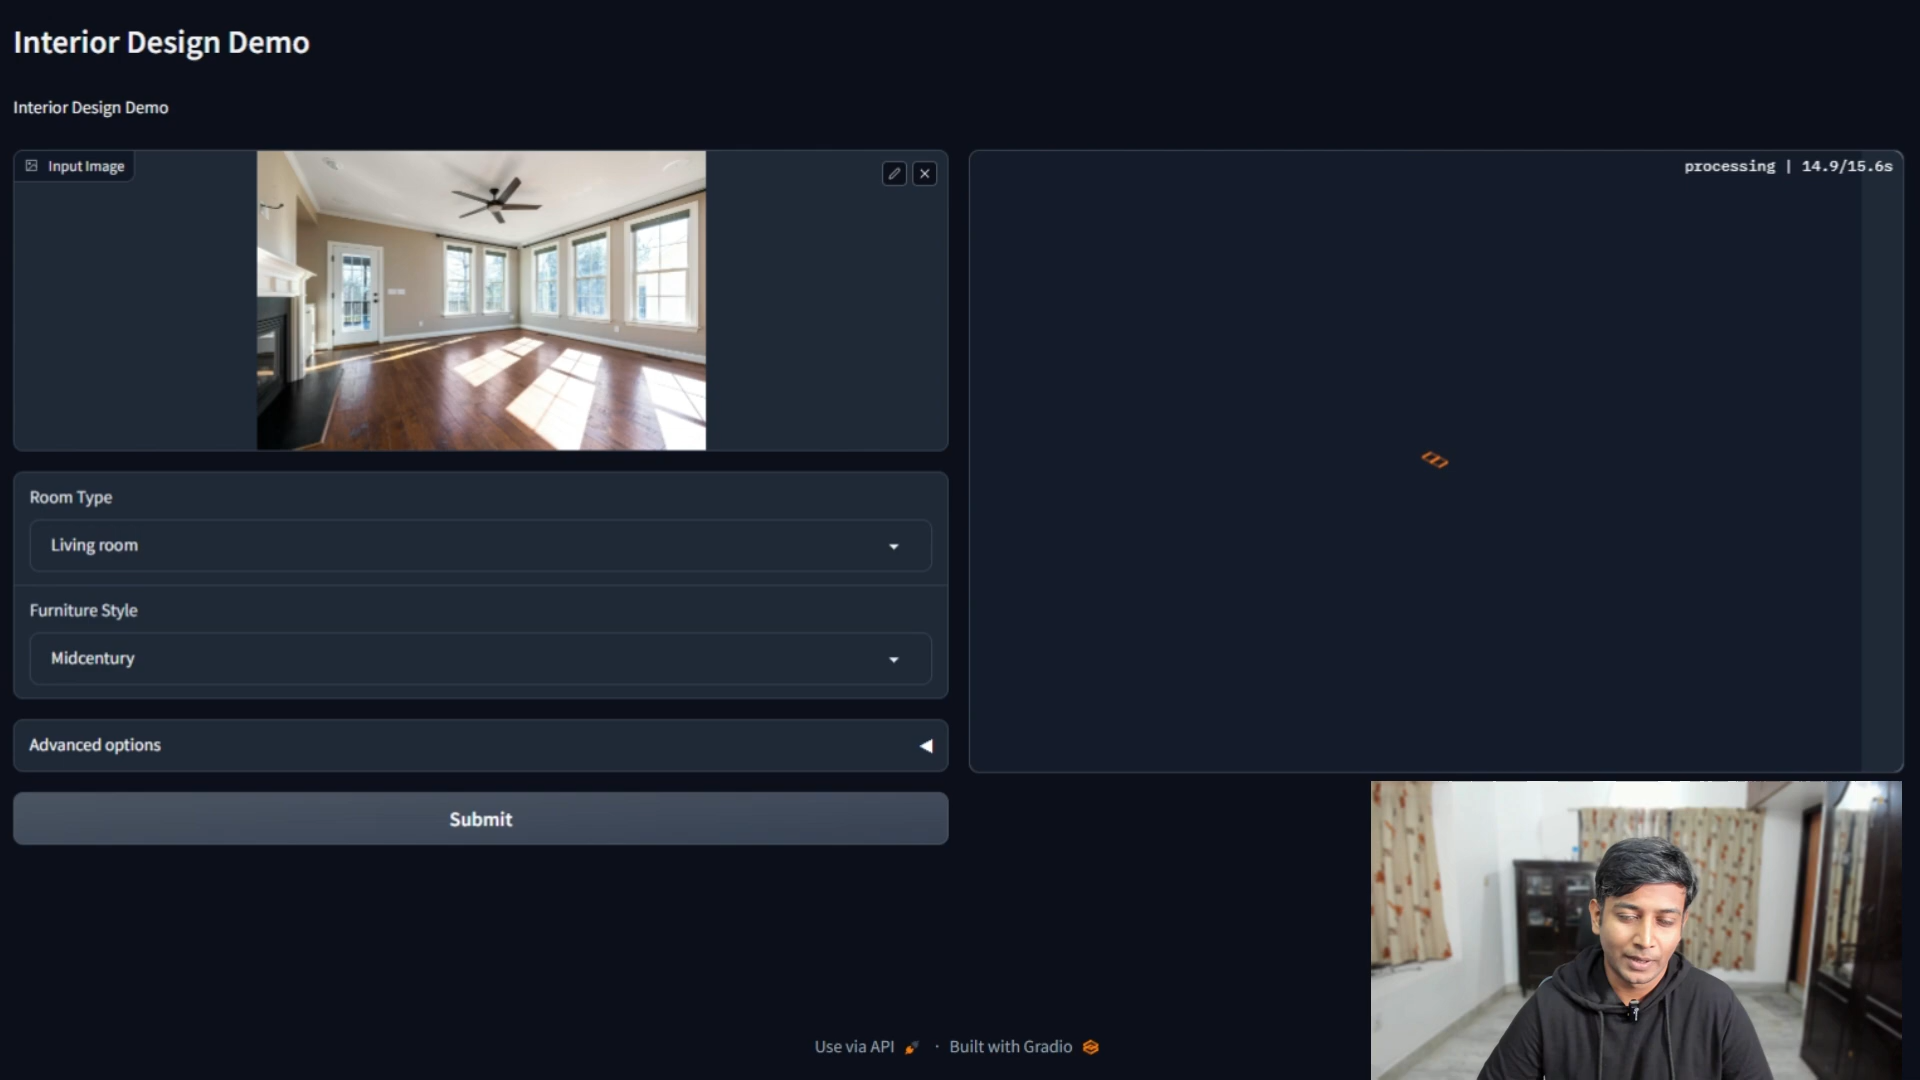 Interior Design Demo
Interior Design Demo
Input Image
processing | 14.9/15.6s
Room Type
Living room
Furniture Style
Midcentury
Advanced options
Submit
Use via API · Built with Gradio